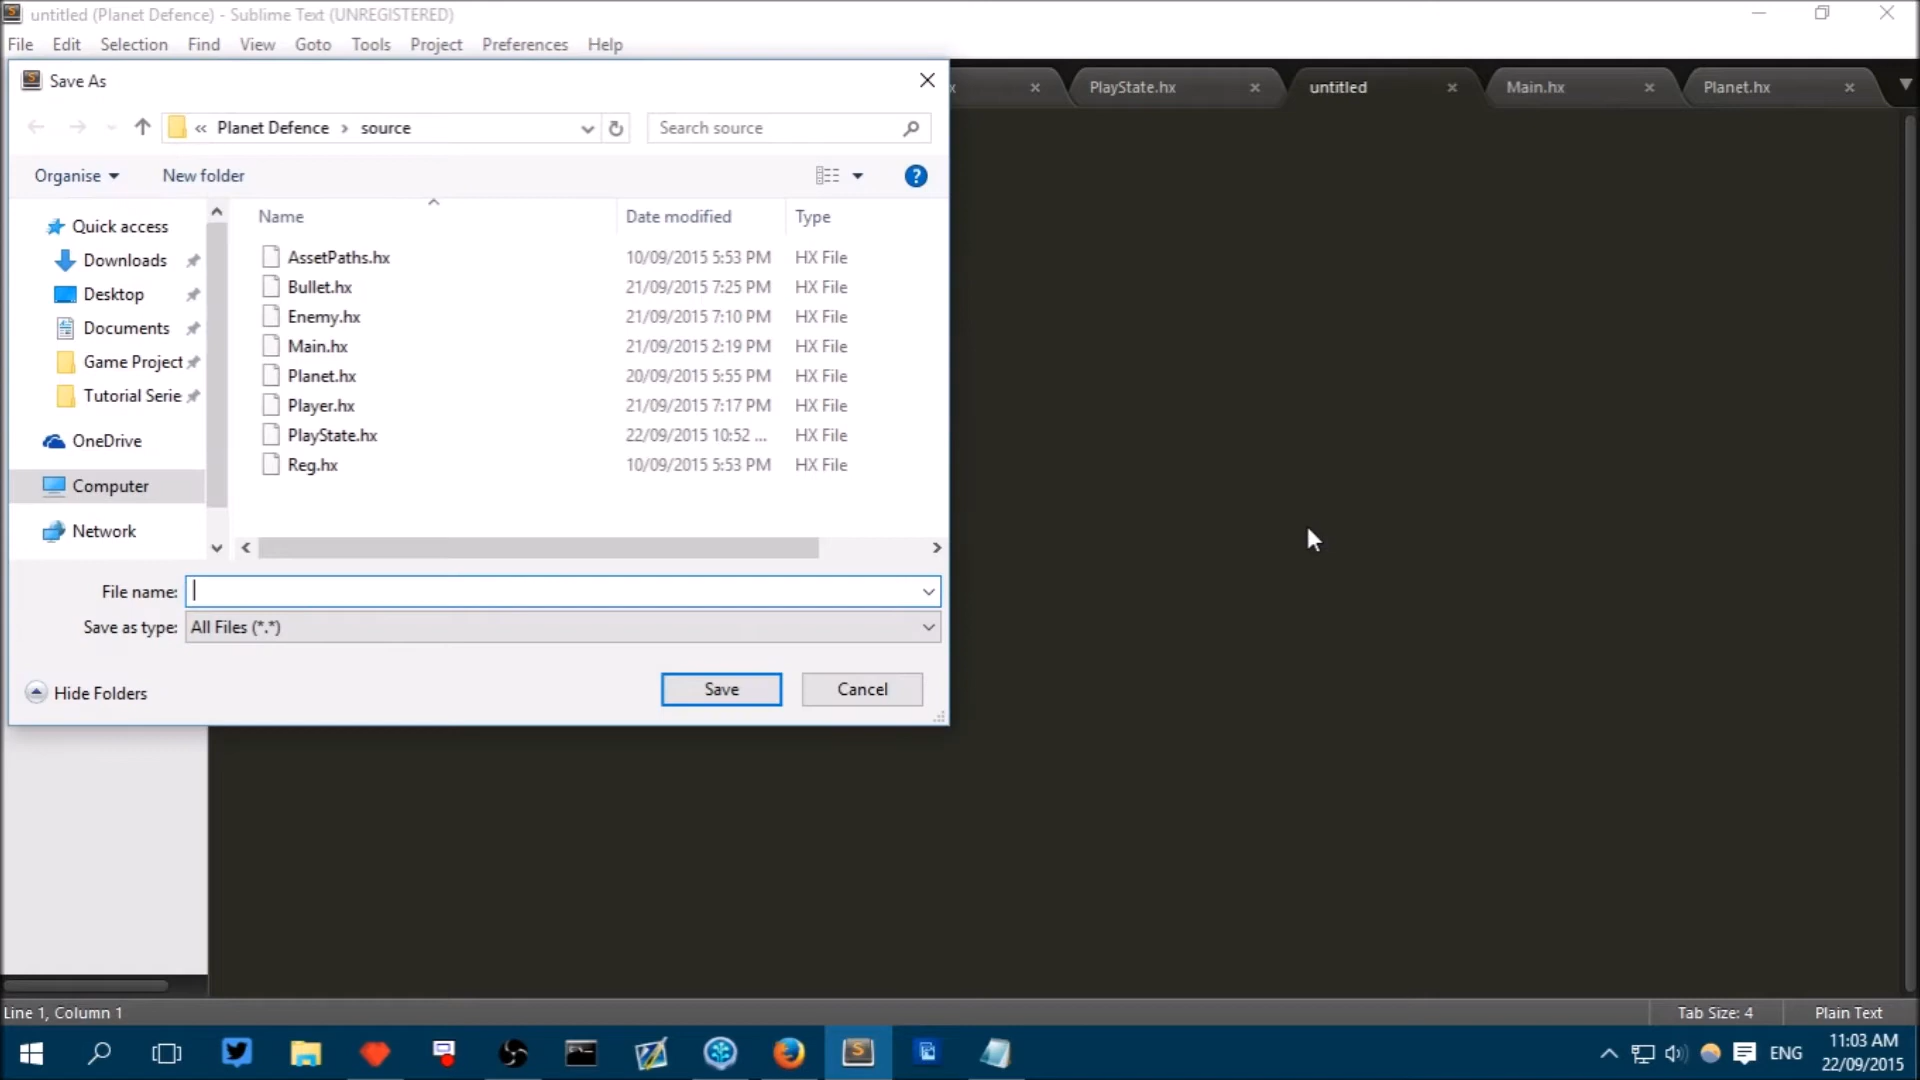 untitled (Planet Defence) - Sublime Text (UNREGISTERED)
File Edit Selection Find View Goto Tools Project Preferences Help
Save As
x PlayState.hx untitled Main.hx Planet.hx
« Planet Defence > source
Search source
Organise New folder
Name Date modified Type
Quick access
Downloads
Desktop
Documents
Game Project
Tutorial Serie
OneDrive
Computer
Network
AssetPaths.hx 10/09/2015 5:53 PM HX File
Bullet.hx 21/09/2015 7:25 PM HX File
Enemy.hx 21/09/2015 7:10 PM HX File
Main.hx 21/09/2015 2:19 PM HX File
Planet.hx 20/09/2015 5:55 PM HX File
Player.hx 21/09/2015 7:17 PM HX File
PlayState.hx 22/09/2015 10:52 ... HX File
Reg.hx 10/09/2015 5:53 PM HX File
File name:
Save as type: All Files (*.*)
Hide Folders
Save Cancel
Line 1, Column 1
Tab Size: 4 Plain Text
ENG
11:03 AM
22/09/2015